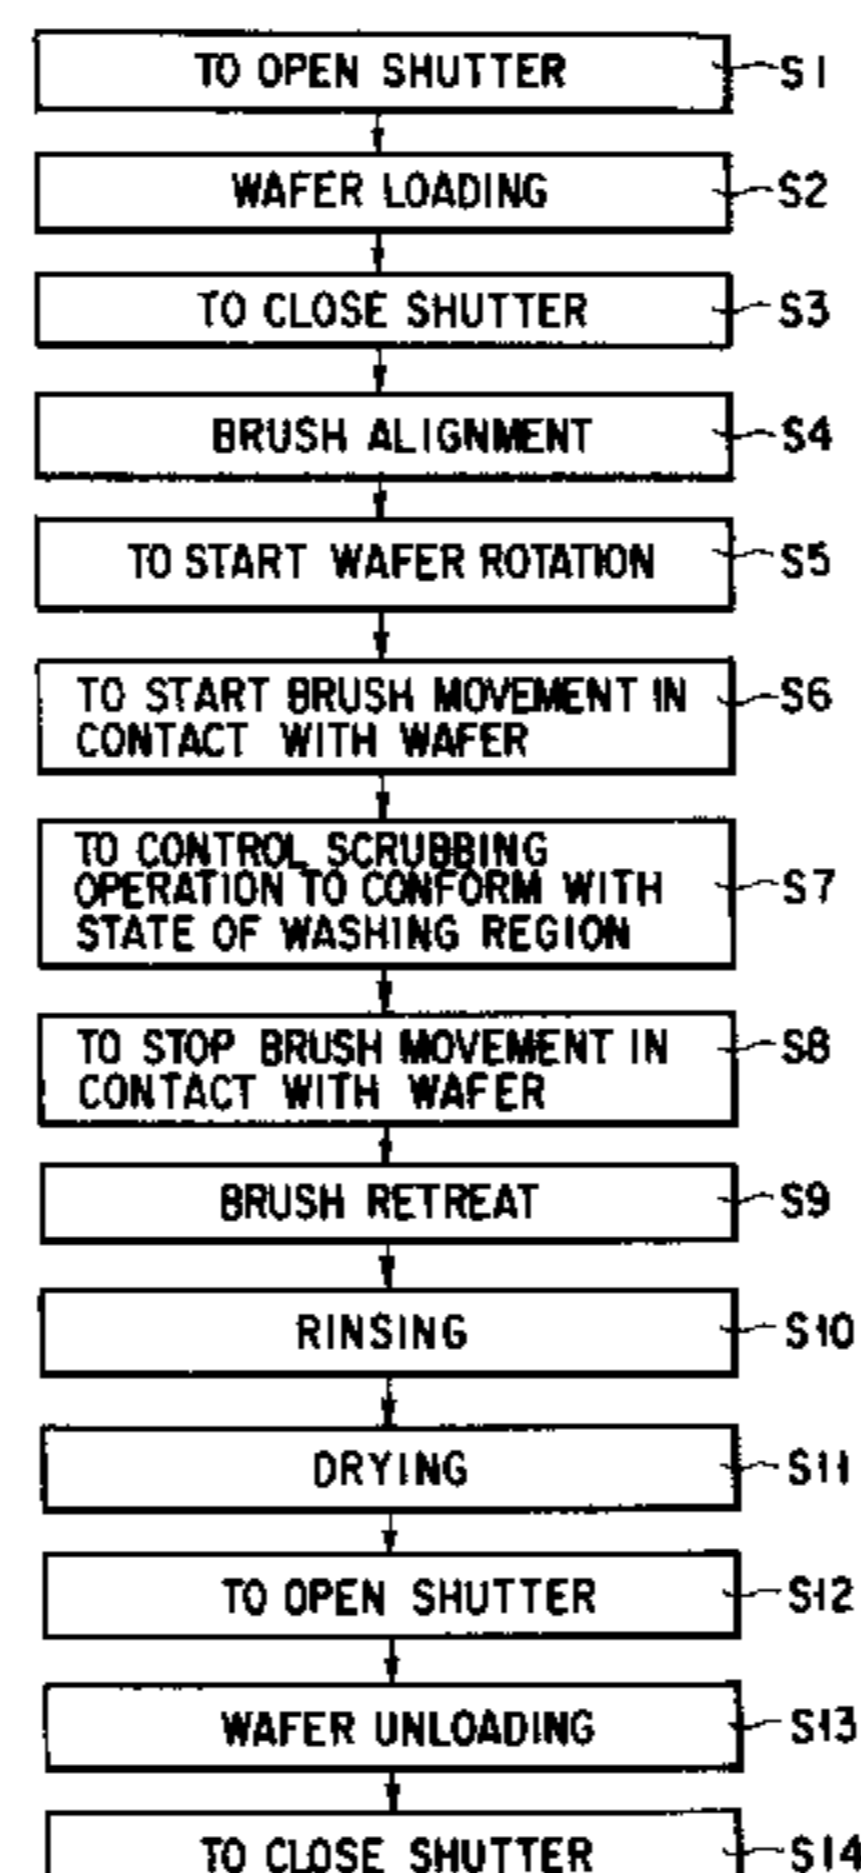 TO OPEN SHUTTER S1
WAFER LOADING S2
TO CLOSE SHUTTER S3
BRUSH ALIGNMENT S4
TO START WAFER ROTATION S5
TO START BRUSH MOVEMENT IN S6
CONTACT WITH WAFER
TO CONTROL SCRUBBING
OPERATION TO CONFORM WITH S7
STATE OF WASHING REGION
TO STOP BRUSH MOVEMENT IN S8
CONTACT WITH WAFER
BRUSH RETREAT S9
RINSING S10
DRYING S11
TO OPEN SHUTTER S12
WAFER UNLOADING S13
TO CLOSE SHUTTER S14